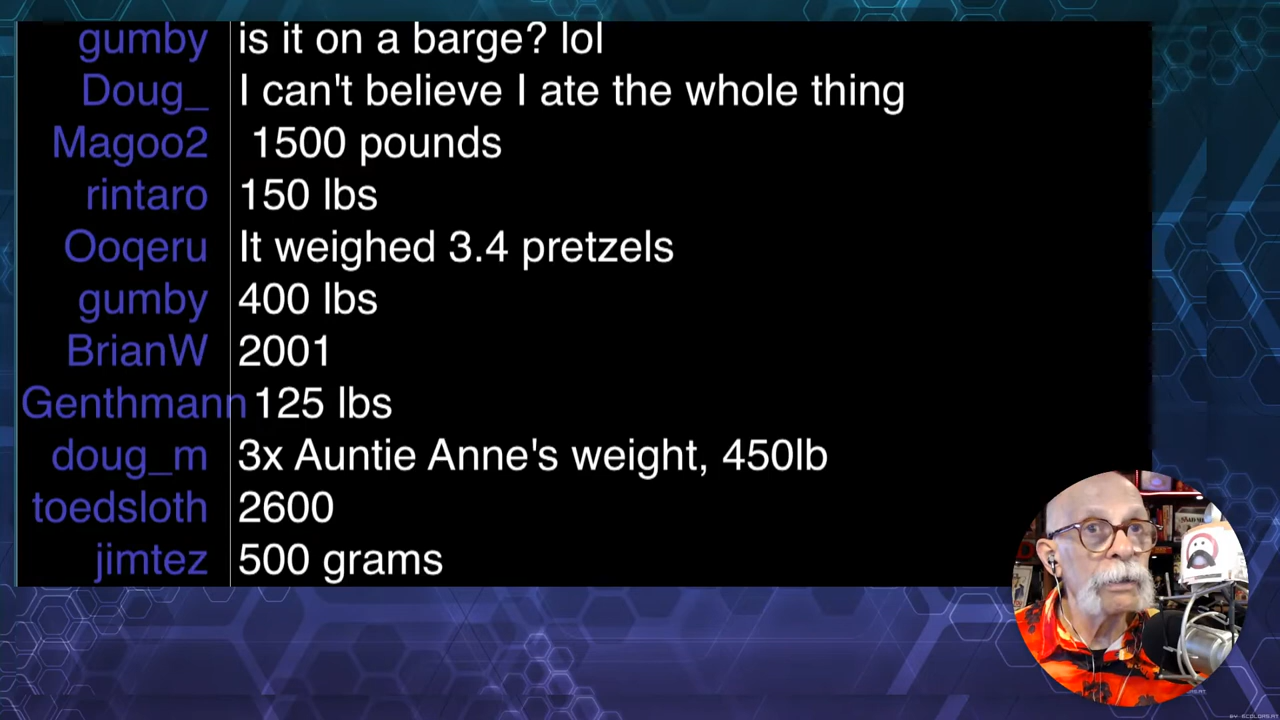 gumby is it on a barge? lol
Doug_ I can't believe I ate the whole thing
Magoo2 1500 pounds
rintaro 150 lbs
Ooqeru It weighed 3.4 pretzels
gumby 400 lbs
BrianW 2001
Genthmann 125 lbs
doug_m 3x Auntie Anne's weight, 450lb
toedsloth 2600
jimtez 500 grams